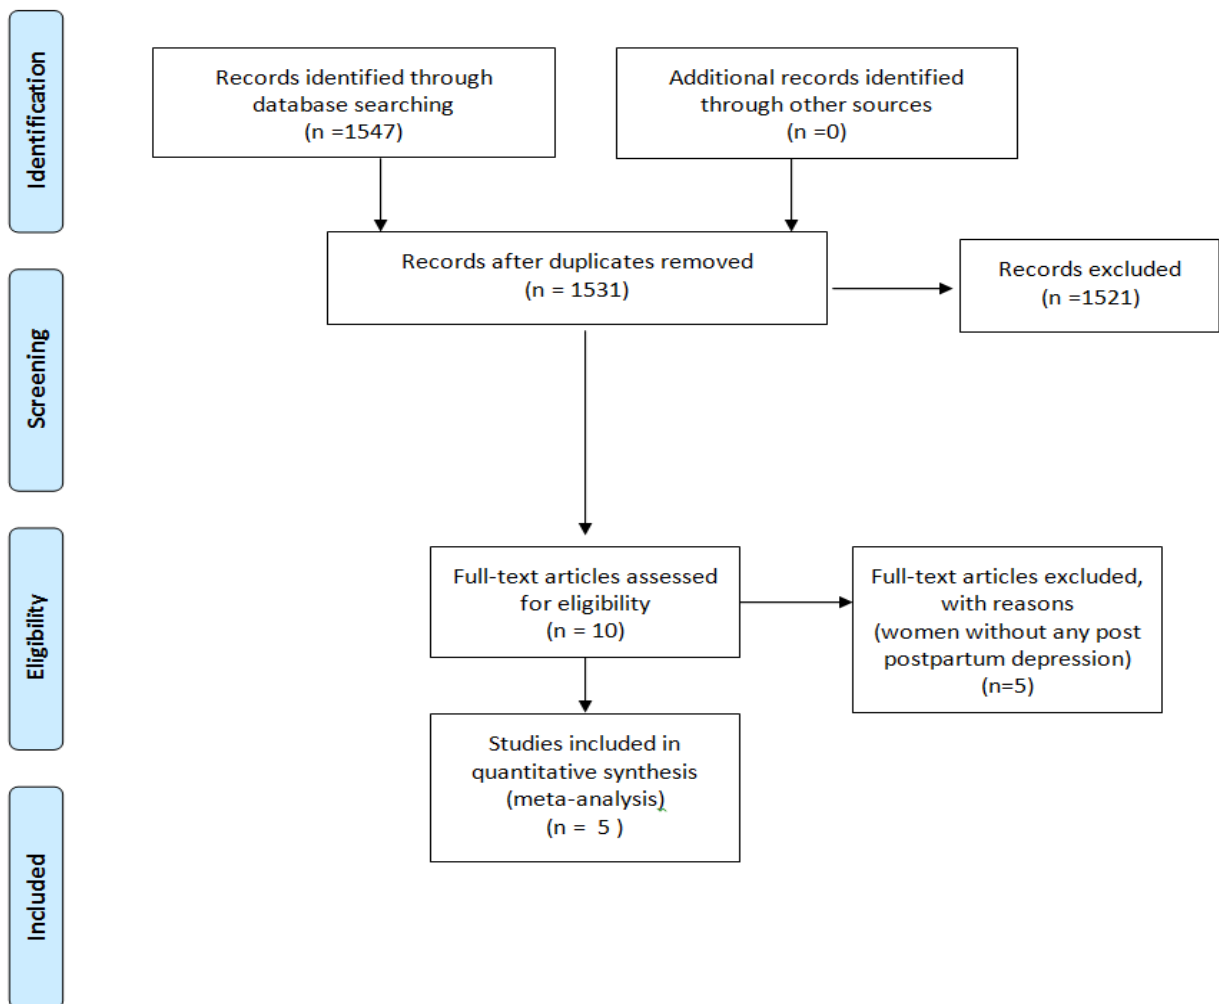 Identification
Records identified through
database searching
(n =1547)
Additional records identified
through other sources
(n =0)
Records after duplicates removed
(n = 1531)
Records excluded
(n =1521)
Screening
Eligibility
Full-text articles assessed
for eligibility
(n = 10)
Full-text articles excluded,
with reasons
(women without any post
postpartum depression)
(n=5)
Studies included in
quantitative synthesis
(meta-analysis)
(n =  5 )
Included